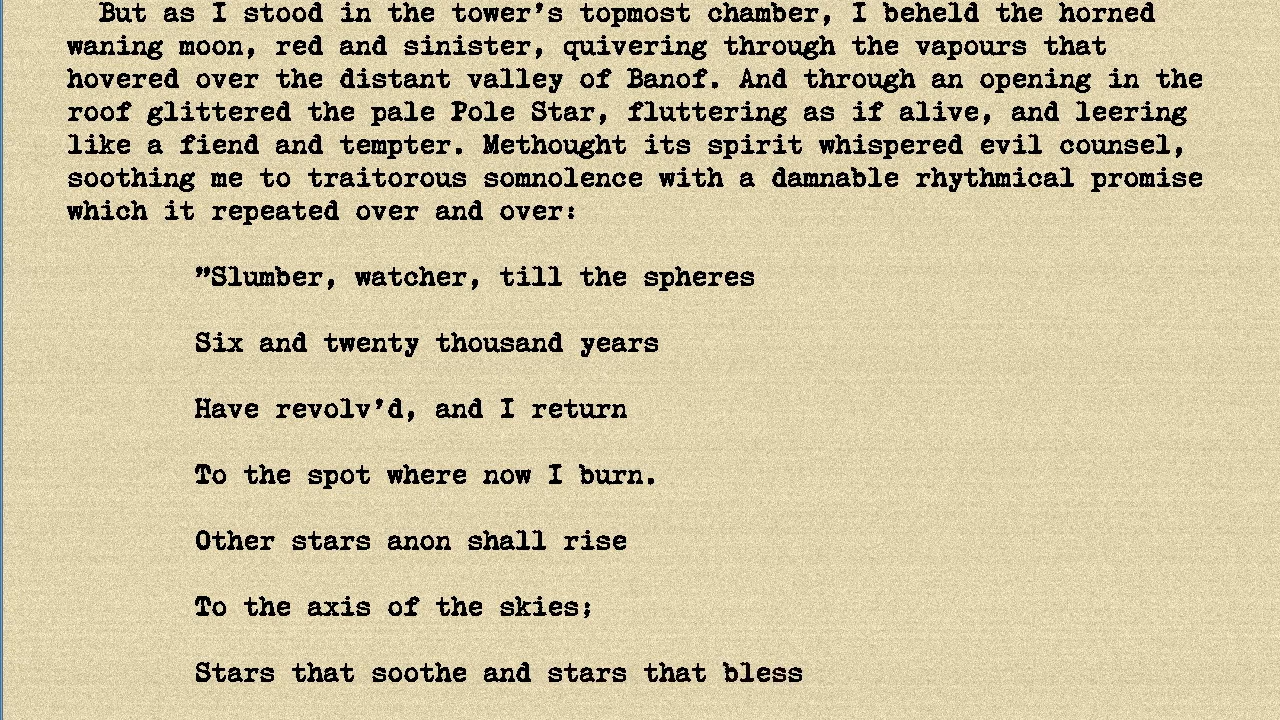 But as I stood in the tower’s topmost chamber, I beheld the horned
waning moon, red and sinister, quivering through the vapours that
hovered over the distant valley of Banof. And through an opening in the
roof glittered the pale Pole Star, fluttering as if alive, and leering
like a fiend and tempter. Methought its spirit whispered evil counsel,
soothing me to traitorous somnolence with a damnable rhythmical promise
which it repeated over and over:
”Slumber, watcher, till the spheres
Six and twenty thousand years
Have revolv’d, and I return
To the spot where now I burn.
Other stars anon shall rise
To the axis of the skies;
Stars that soothe and stars that bless